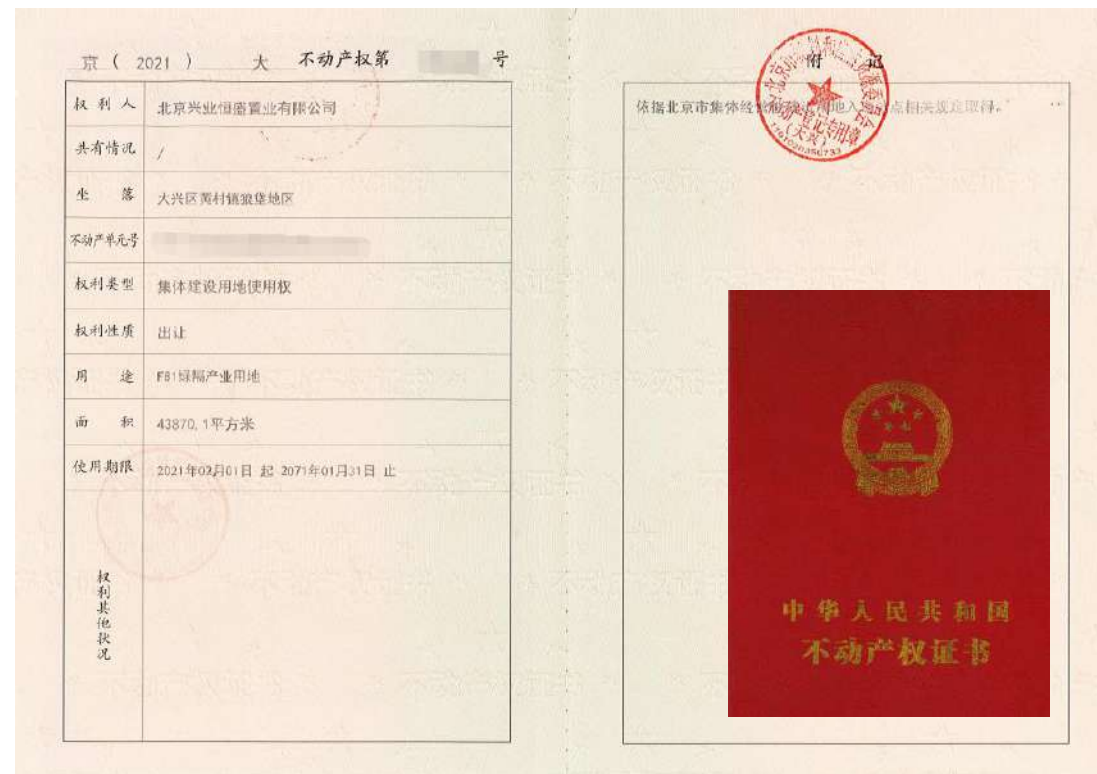 京 ( 2021 ) 大 不动产权第 号
权利人 北京兴业恒盛置业有限公司
共有情况 /
坐落 大兴区黄村镇狼垡地区
不动产单元号
权利类型 集体建设用地使用权
权利性质 出让
用途 F81绿隔产业用地
面积 43870.1平方米
使用期限 2021年02月01日 起 2071年01月31日 止
权利其他状况
附 记
依据北京市集体经营性建设用地入市试点相关规定取得。
登记专用章
(大兴)
中华人民共和国
不动产权证书